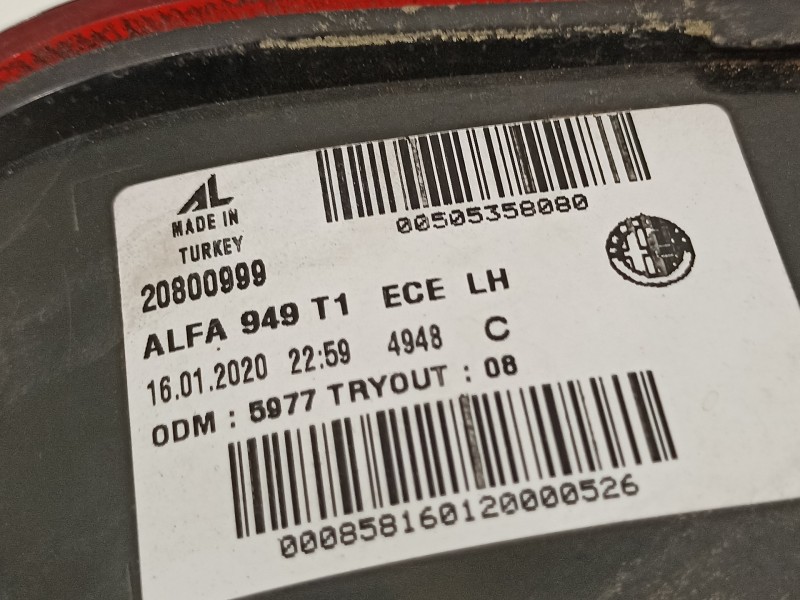 AL
MADE IN
TURKEY
00505358080
20800999
ALFA 949 T1 ECE LH
16.01.2020 22:59 4948 C
ODM : 5977 TRYOUT : 08
000858160120000526